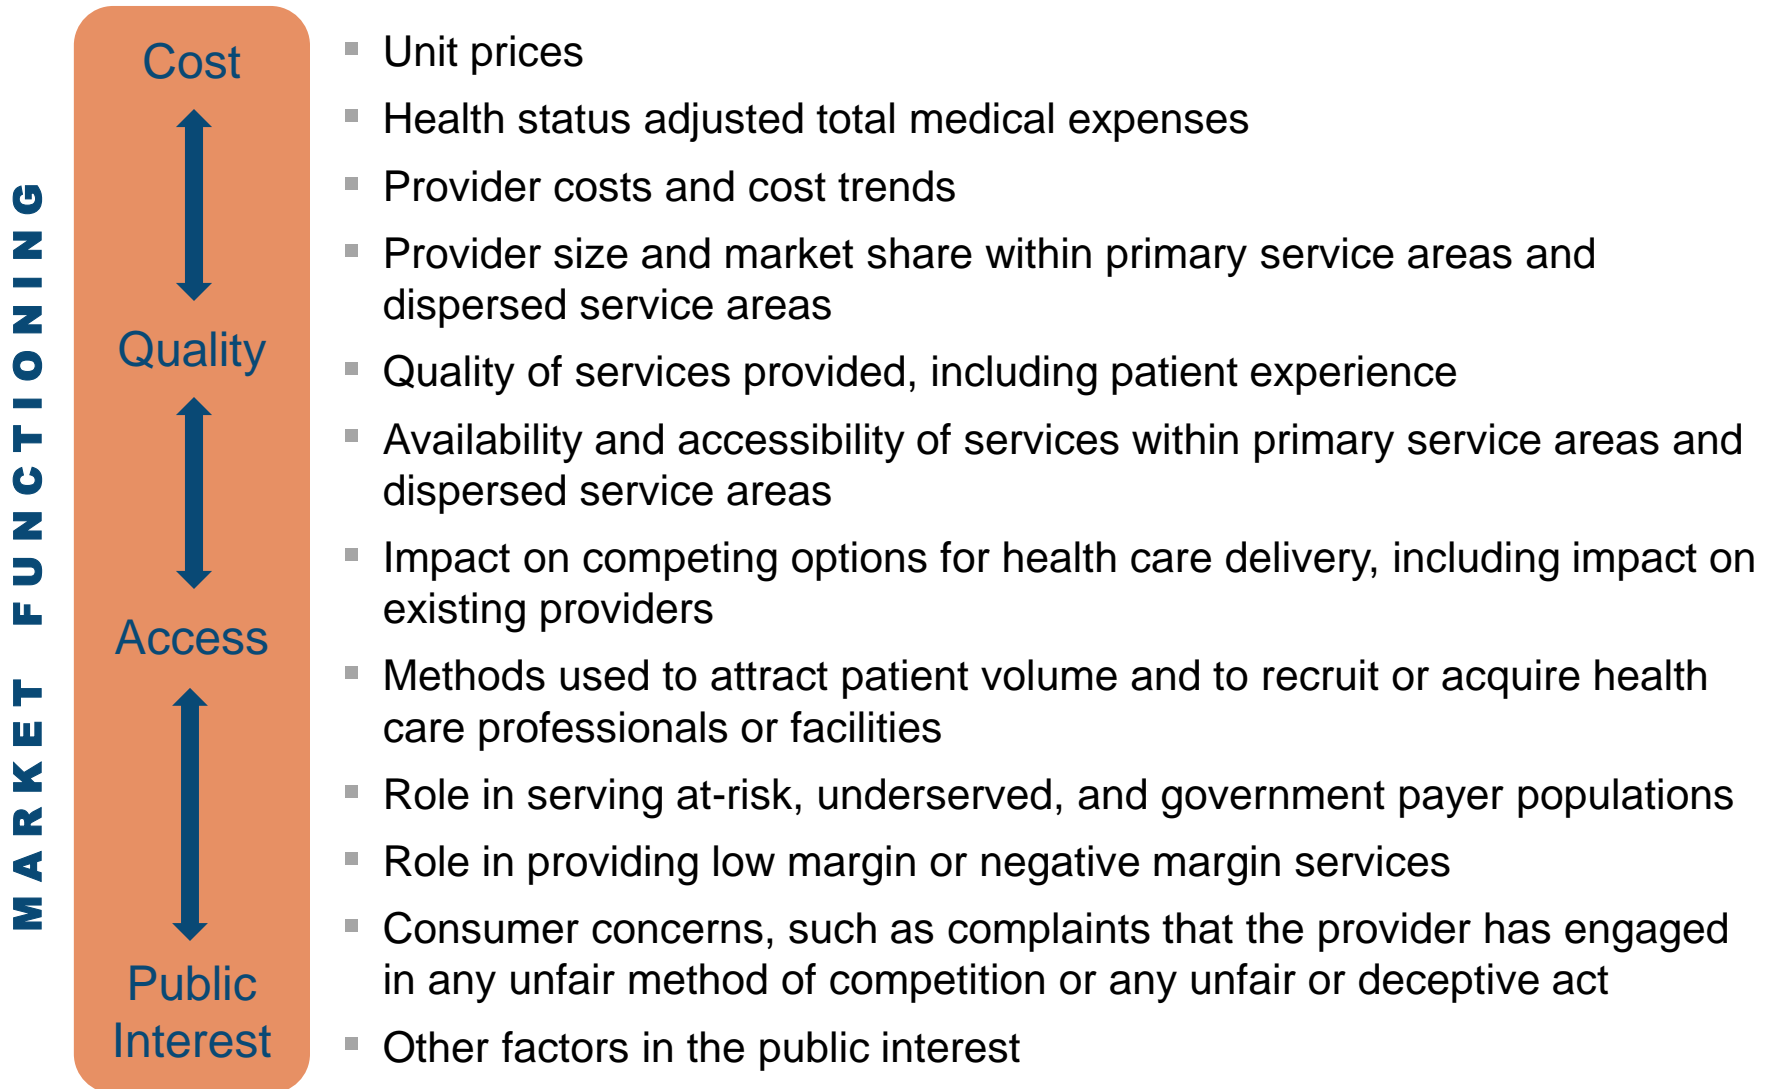 MARKET FUNCTIONING
Cost
Quality
Access
Public
Interest
▪ Unit prices
▪ Health status adjusted total medical expenses
▪ Provider costs and cost trends
▪ Provider size and market share within primary service areas and
dispersed service areas
▪ Quality of services provided, including patient experience
▪ Availability and accessibility of services within primary service areas and
dispersed service areas
▪ Impact on competing options for health care delivery, including impact on
existing providers
▪ Methods used to attract patient volume and to recruit or acquire health
care professionals or facilities
▪ Role in serving at-risk, underserved, and government payer populations
▪ Role in providing low margin or negative margin services
▪ Consumer concerns, such as complaints that the provider has engaged
in any unfair method of competition or any unfair or deceptive act
▪ Other factors in the public interest